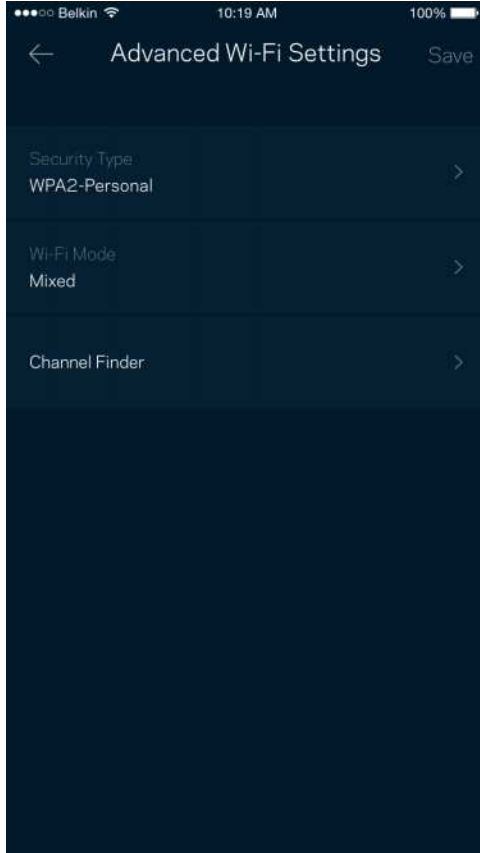 Belkin 10:19 AM 100%
Advanced Wi-Fi Settings Save
Security Type
WPA2-Personal
Wi-Fi Mode
Mixed
Channel Finder